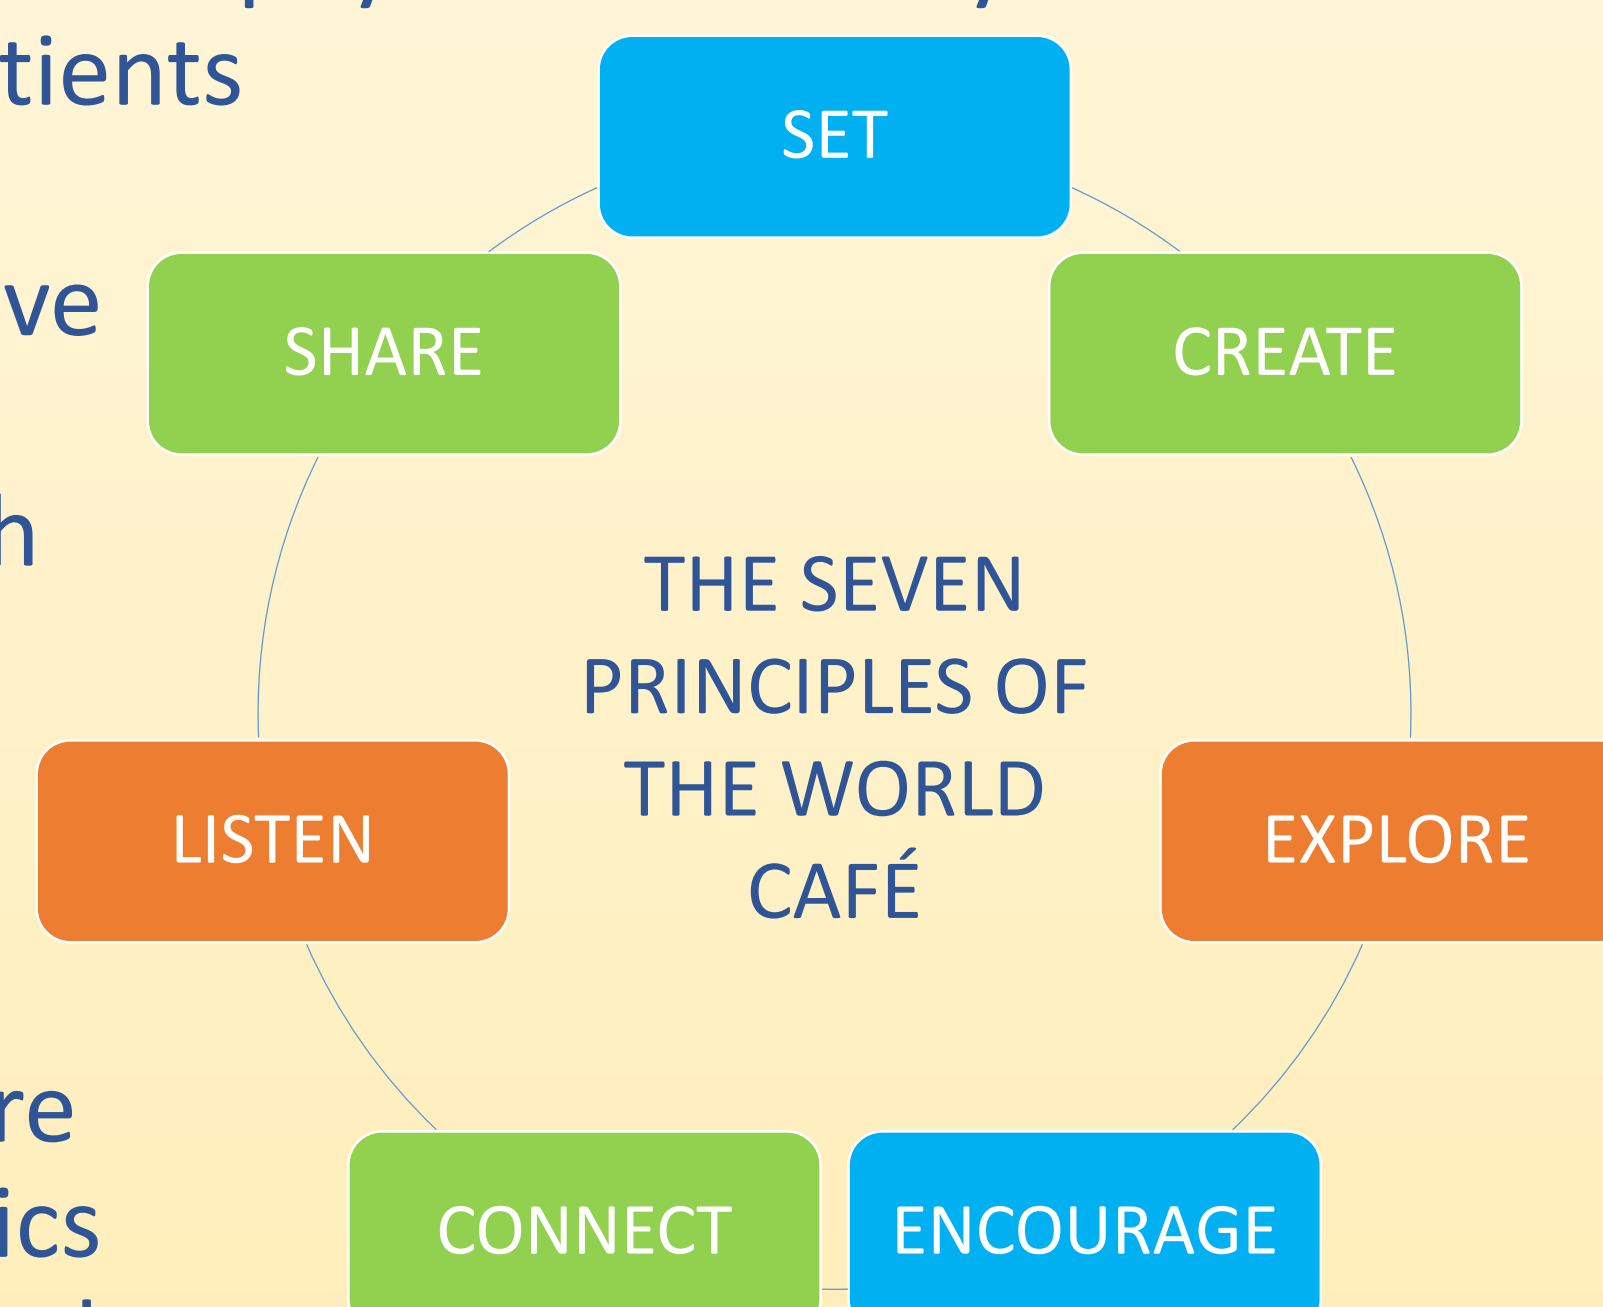 tients
SET
ve
SHARE
CREATE
h
THE SEVEN
PRINCIPLES OF
THE WORLD
CAFÉ
LISTEN
EXPLORE
re
ics
CONNECT
ENCOURAGE